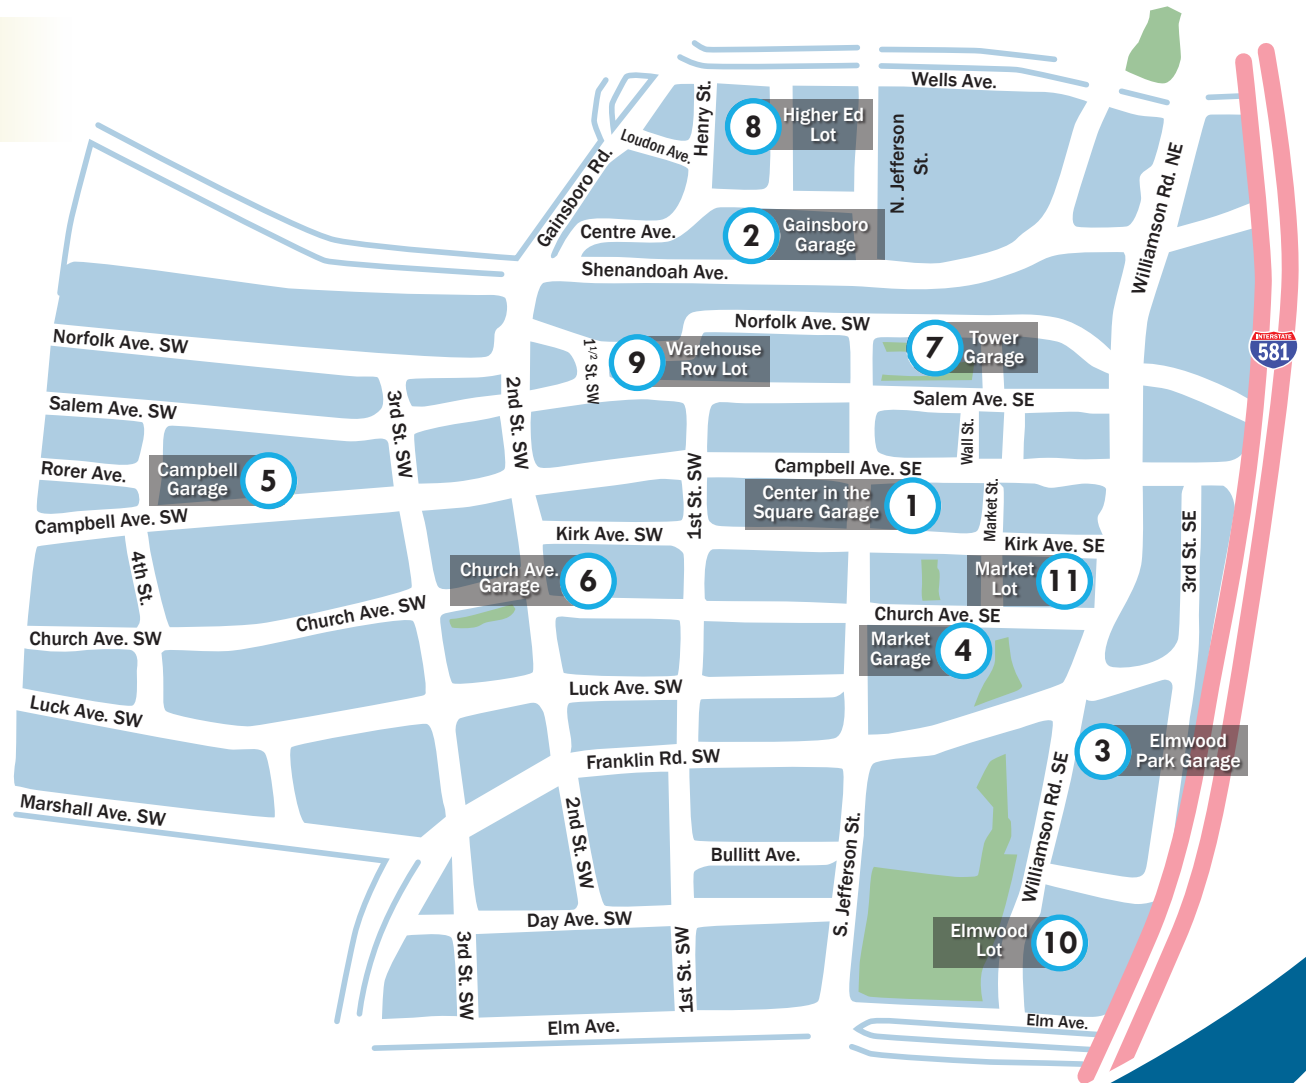 Wells Ave.
Henry St.
8
Higher Ed
Lot
N. Jefferson
St.
Loudon Ave.
Gainsboro Rd.
Williamson Rd. NE
Centre Ave.
2
Gainsboro
Garage
Shenandoah Ave.
Norfolk Ave. SW
Norfolk Ave. SW
1 1/2 St. SW
9
Warehouse
Row Lot
7
Tower
Garage
INTERSTATE
581
Salem Ave. SW
3rd St. SW
2nd St. SW
Salem Ave. SE
Wall St.
Rorer Ave.
Campbell
Garage
5
1st St. SW
Campbell Ave. SE
Center in the
Square Garage
1
Market St.
Campbell Ave. SW
Kirk Ave. SW
Kirk Ave. SE
3rd St. SE
4th St.
Church Ave.
Garage
6
Market
Lot
11
Church Ave. SW
Church Ave. SW
Church Ave. SE
Market
Garage
4
Luck Ave. SW
Luck Ave. SW
Franklin Rd. SW
3
Elmwood
Park Garage
Williamson Rd. SE
Marshall Ave. SW
2nd St. SW
Bullitt Ave.
S. Jefferson St.
Day Ave. SW
3rd St. SW
1st St. SW
Elmwood
Lot
10
Elm Ave.
Elm Ave.